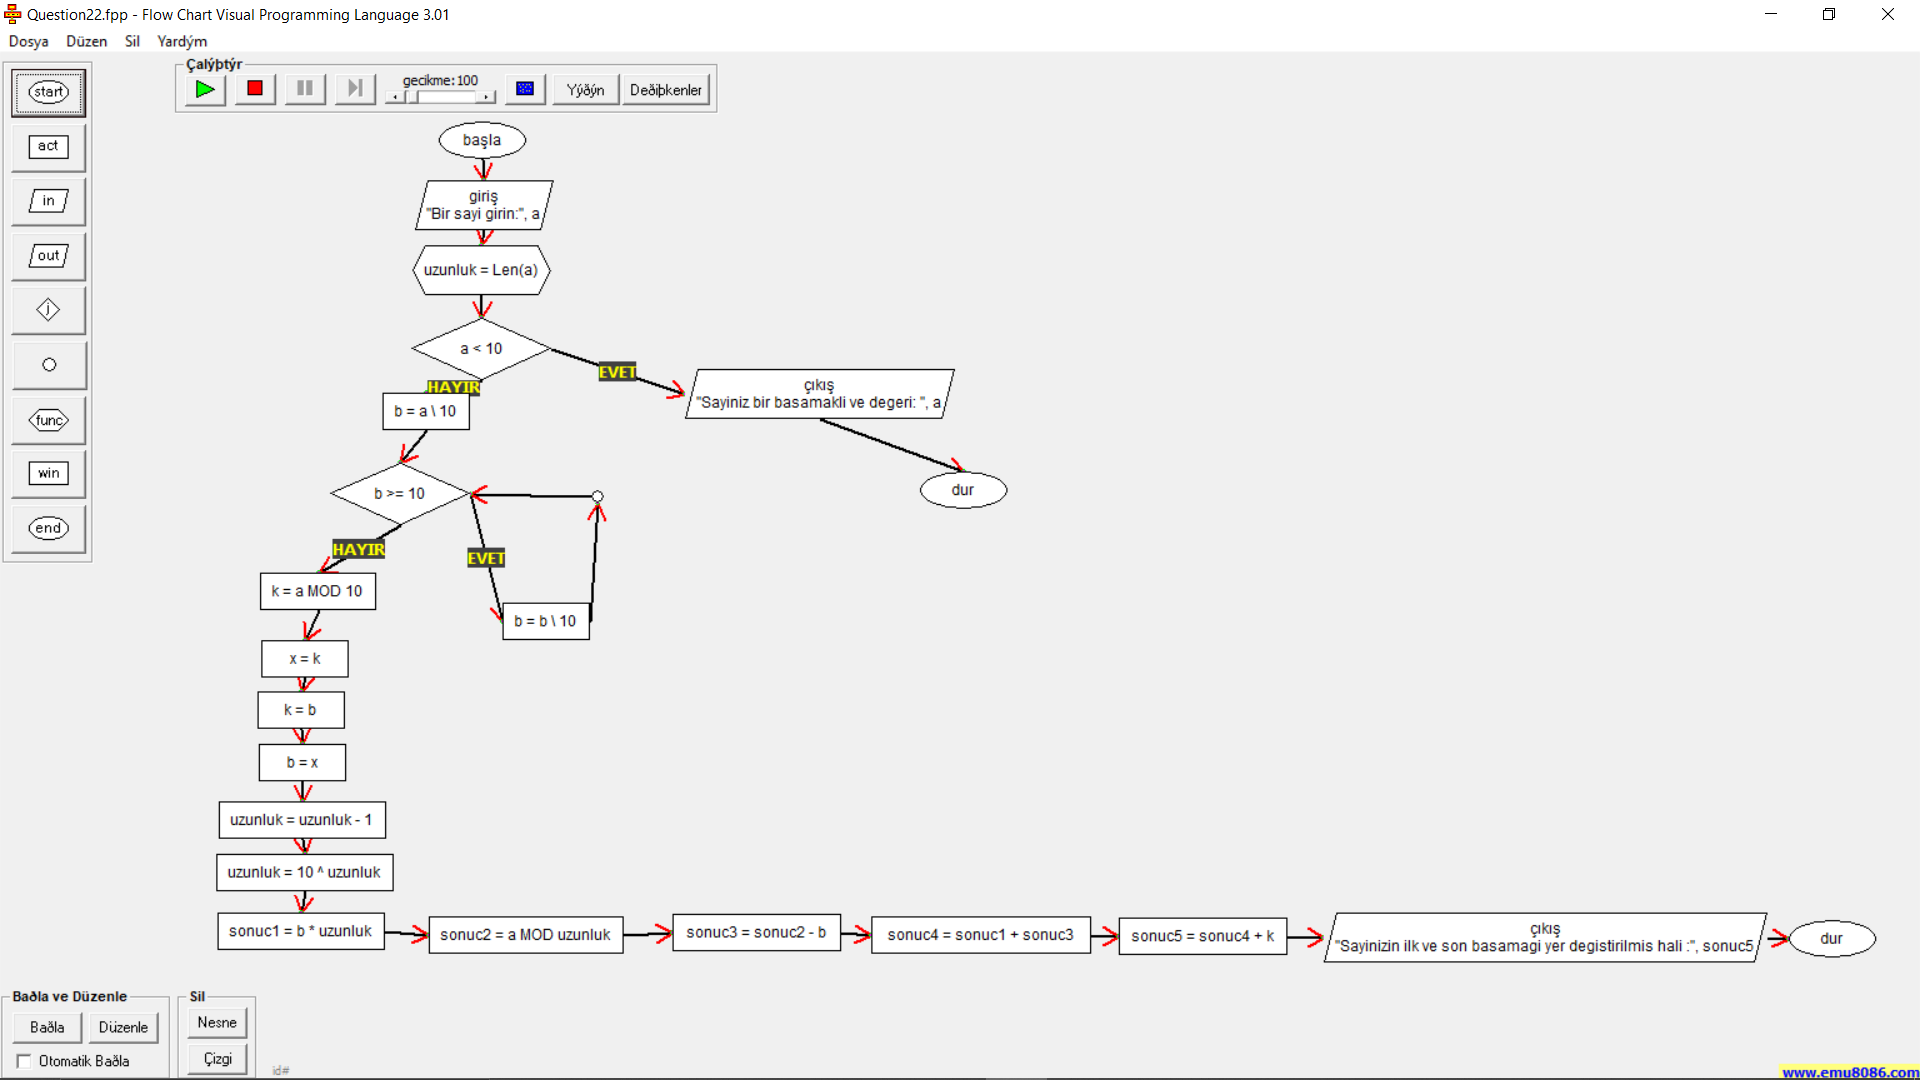 Question22.fpp - Flow Chart Visual Programming Language 3.01
Dosya Düzen Sil Yardým
Çalýþtýr
gecikme:100
Yýðýn
Deðiþkenler
start
act
in
out
j
func
win
end
başla
giriş
"Bir sayi girin:", a
uzunluk = Len(a)
a < 10
EVET
HAYIR
çıkış
"Sayiniz bir basamakli ve degeri: ", a
dur
b = a \ 10
b >= 10
HAYIR
EVET
b = b \ 10
k = a MOD 10
x = k
k = b
b = x
uzunluk = uzunluk - 1
uzunluk = 10 ^ uzunluk
sonuc1 = b * uzunluk
sonuc2 = a MOD uzunluk
sonuc3 = sonuc2 - b
sonuc4 = sonuc1 + sonuc3
sonuc5 = sonuc4 + k
çıkış
"Sayinizin ilk ve son basamagi yer degistirilmis hali :", sonuc5
dur
Baðla ve Düzenle
Baðla
Düzenle
Otomatik Baðla
Sil
Nesne
Çizgi
id#
www.emu8086.com